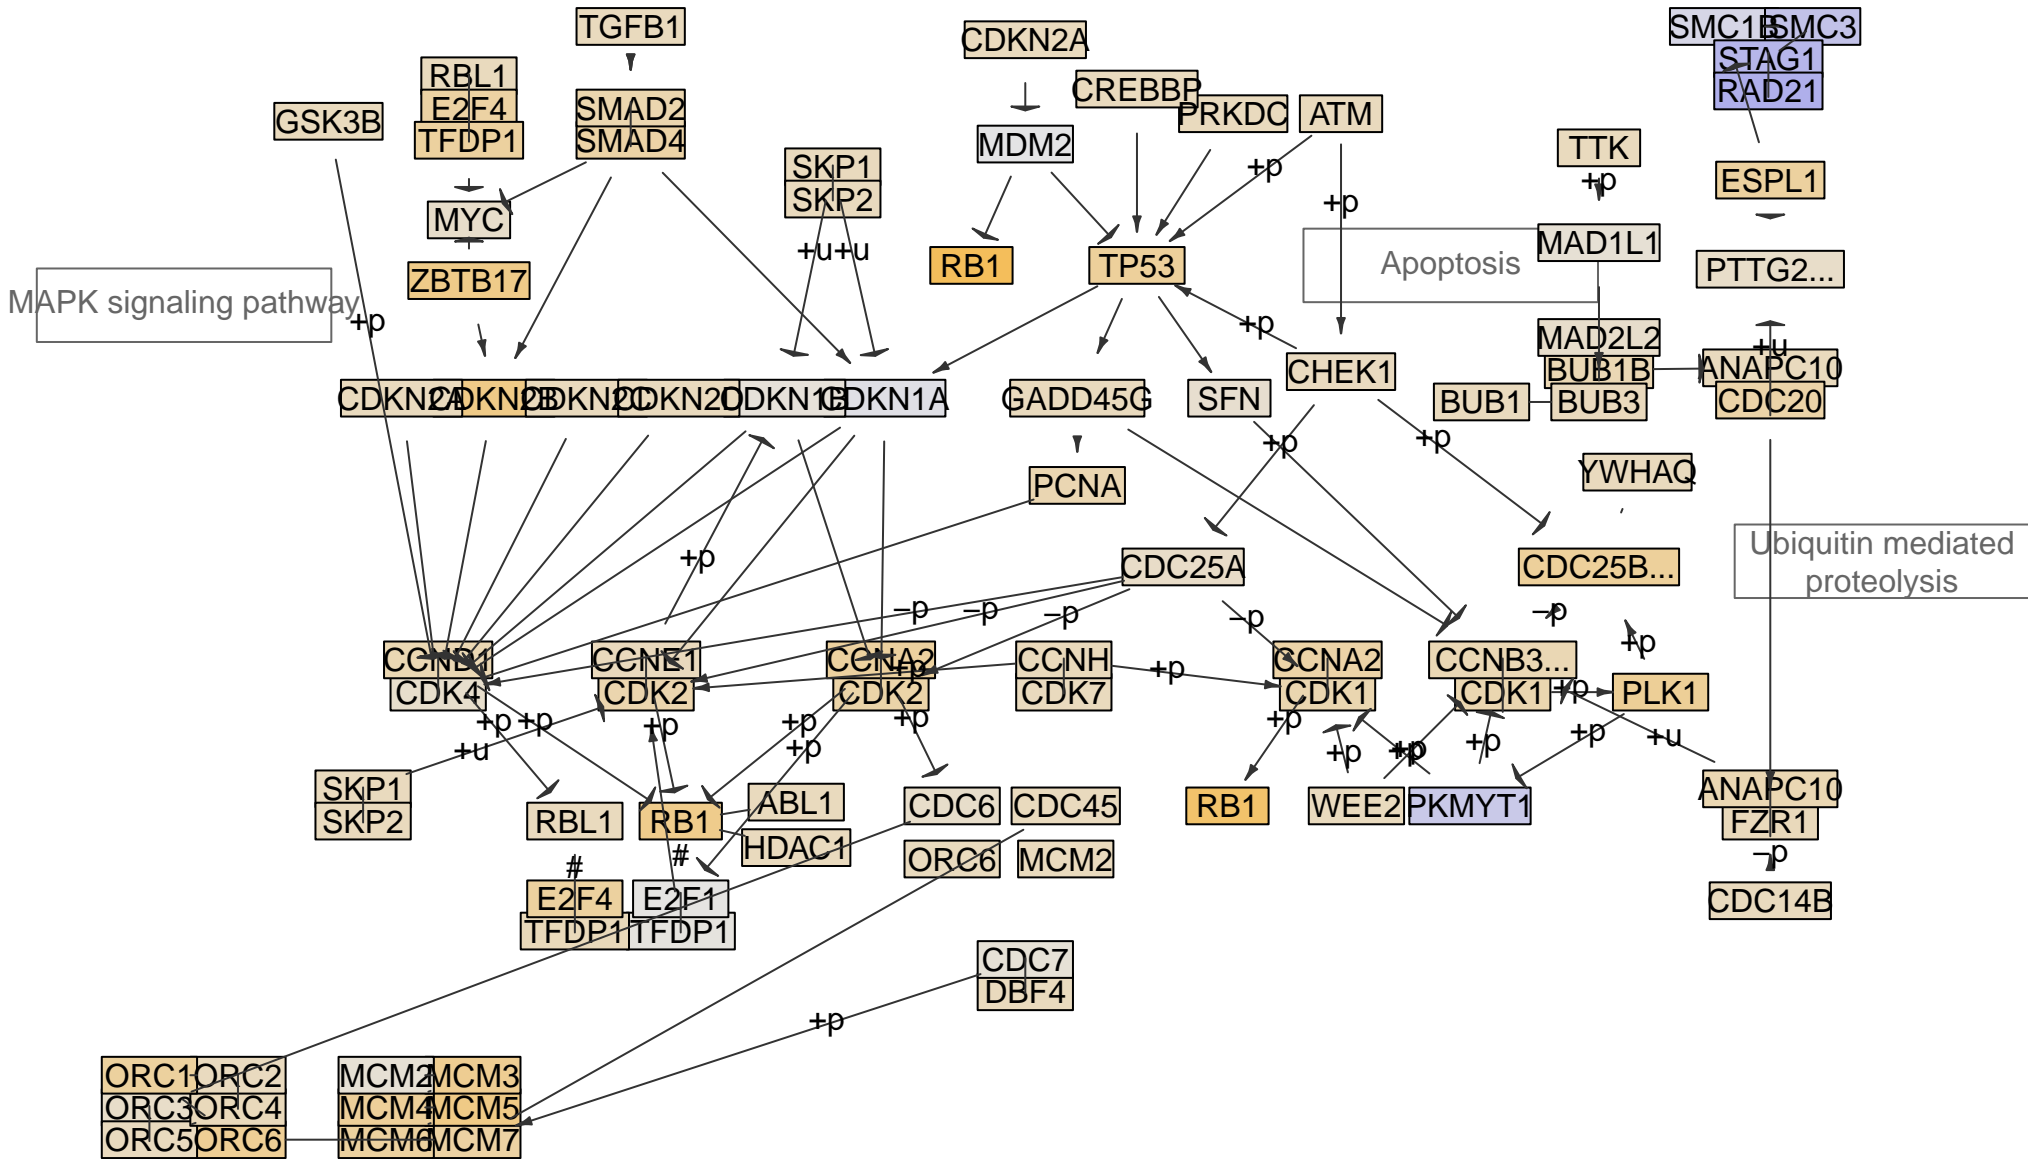 TGFB1
CDKN2A
SMC1B
SMC3
STAG1
RAD21
RBL1
E2F4
TFDP1
GSK3B
SMAD2
SMAD4
CREBBP
PRKDC
ATM
MDM2
SKP1
SKP2
TTK
+p
ESPL1
+p
+p
MYC
MAD1L1
+u
+u
RB1
TP53
Apoptosis
PTTG2...
ZBTB17
MAPK signaling pathway
+p
+p
MAD2L2
+u
CHEK1
BUB1B
ANAPC10
CDKN2A
CDKN2B
CDKN2C
CDKN2D
CDKN1B
CDKN1A
GADD45G
SFN
BUB1
BUB3
CDC20
+p
+p
PCNA
YWHAQ
+p
CDC25A
CDC25B...
Ubiquitin mediated
proteolysis
−p
−p
−p
−p
−p
+p
CCND1
CDK4
CCNE1
CDK2
CCNA2
CDK2
+p
CCNH
CDK7
+p
CCNA2
CDK1
CCNB3...
CDK1
+p
PLK1
+p
+p
+p
+p
+p
+p
+p
+u
+p
+p
+p
+p
+p
+u
SKP1
SKP2
RBL1
RB1
ABL1
HDAC1
CDC6
CDC45
ORC6
MCM2
RB1
WEE2
PKMYT1
ANAPC10
FZR1
−p
CDC14B
#
#
E2F4
TFDP1
E2F1
TFDP1
CDC7
DBF4
+p
ORC1
ORC2
MCM2
MCM3
ORC3
ORC4
MCM4
MCM5
ORC5
ORC6
MCM6
MCM7